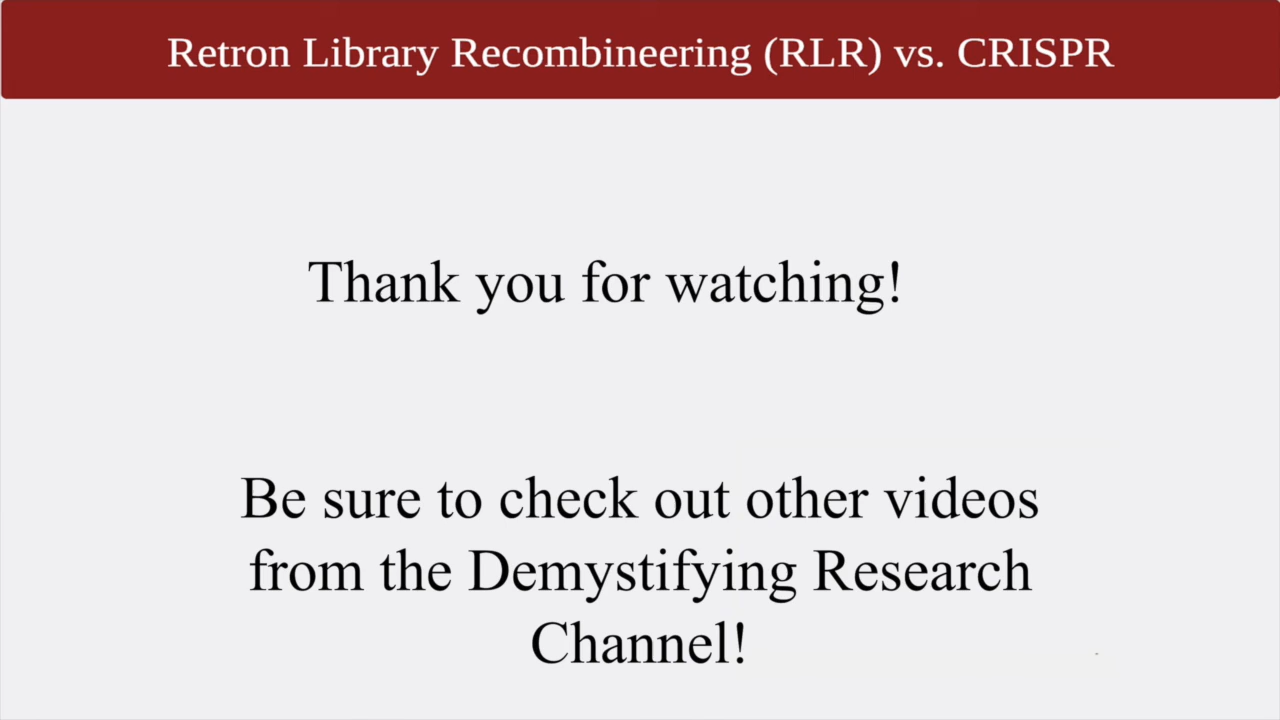 Retron Library Recombineering (RLR) vs. CRISPR
Thank you for watching!
Be sure to check out other videos
from the Demystifying Research
Channel!